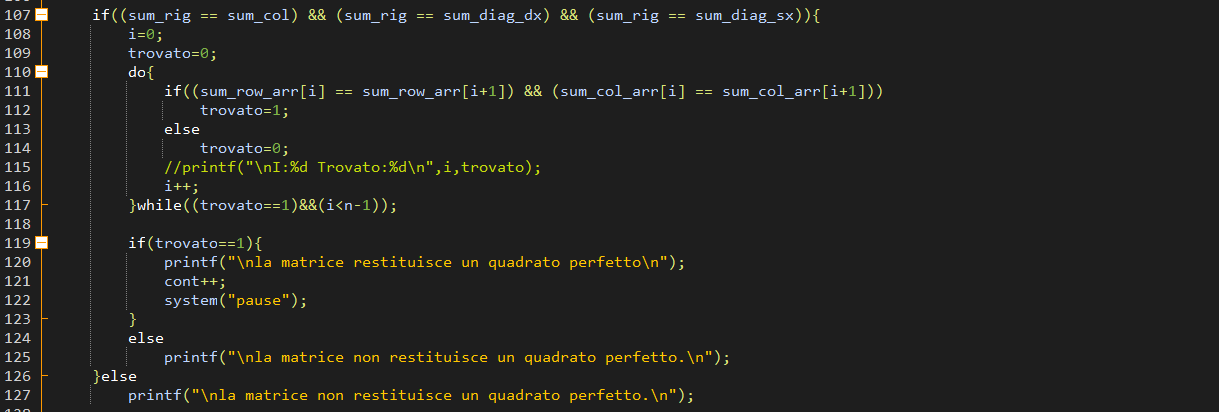 107 if((sum_rig == sum_col) && (sum_rig == sum_diag_dx) && (sum_rig == sum_diag_sx)){
108 i=0;
109 trovato=0;
110 do{
111 if((sum_row_arr[i] == sum_row_arr[i+1]) && (sum_col_arr[i] == sum_col_arr[i+1]))
112 trovato=1;
113 else
114 trovato=0;
115 //printf("\nI:%d Trovato:%d\n",i,trovato);
116 i++;
117 }while((trovato==1)&&(i<n-1));
118
119 if(trovato==1){
120 printf("\nla matrice restituisce un quadrato perfetto\n");
121 cont++;
122 system("pause");
123 }
124 else
125 printf("\nla matrice non restituisce un quadrato perfetto.\n");
126 }else
127 printf("\nla matrice non restituisce un quadrato perfetto.\n");